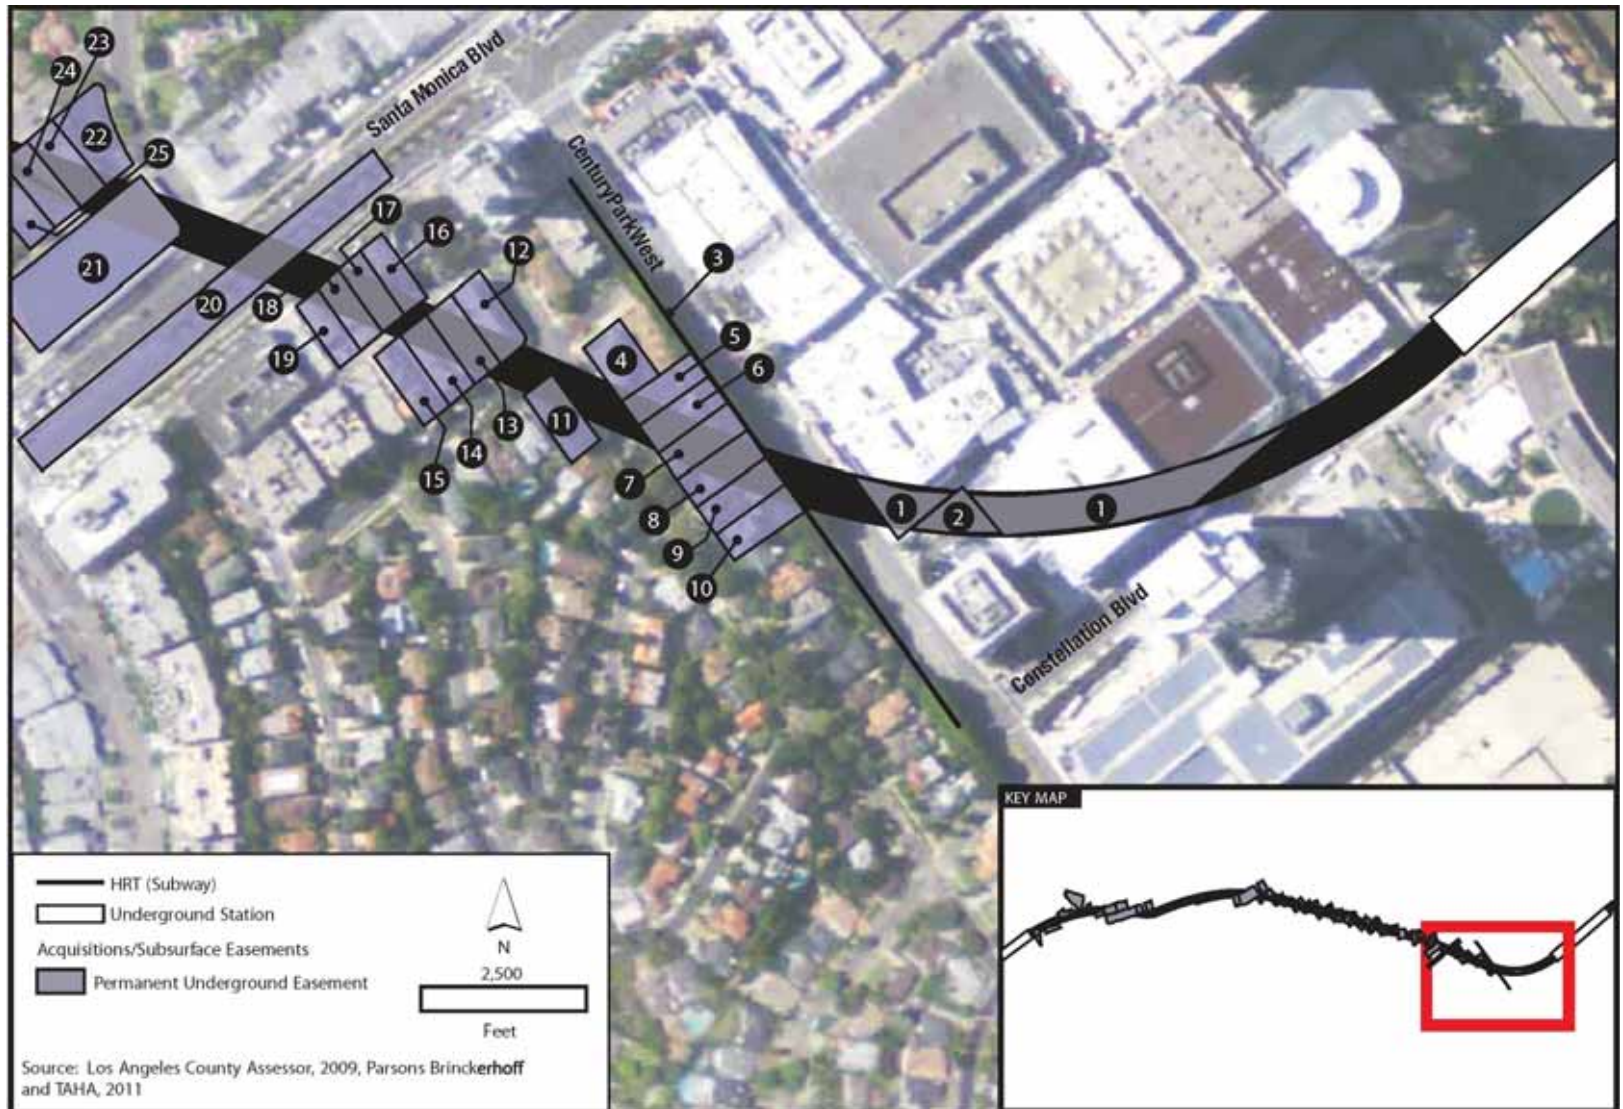 23
24
22
25
Santa Monica Blvd
21
20
17
16
12
18
19
15
14
13
11
CenturyParkWest
3
4
5
6
7
8
9
10
1
2
1
Constellation Blvd
KEY MAP
HRT (Subway)
Underground Station
Acquisitions/Subsurface Easements
Permanent Underground Easement
N
2,500
Feet
Source: Los Angeles County Assessor, 2009, Parsons Brinckerhoff
and TAHA, 2011